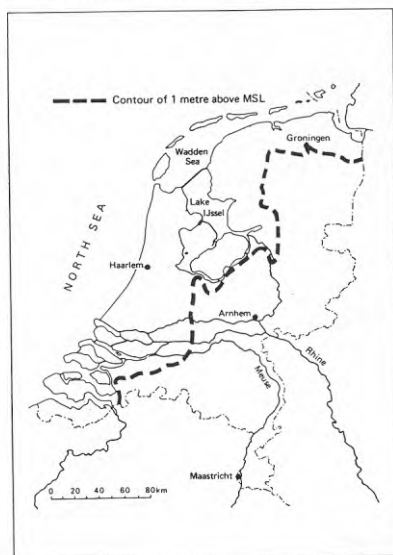 Contour of 1 metre above MSL
Groningen
Wadden
Sea
Lake
IJssel
NORTH SEA
Haarlem
Arnhem
Rhine
Meuse
Maastricht
0 20 40 60 80km